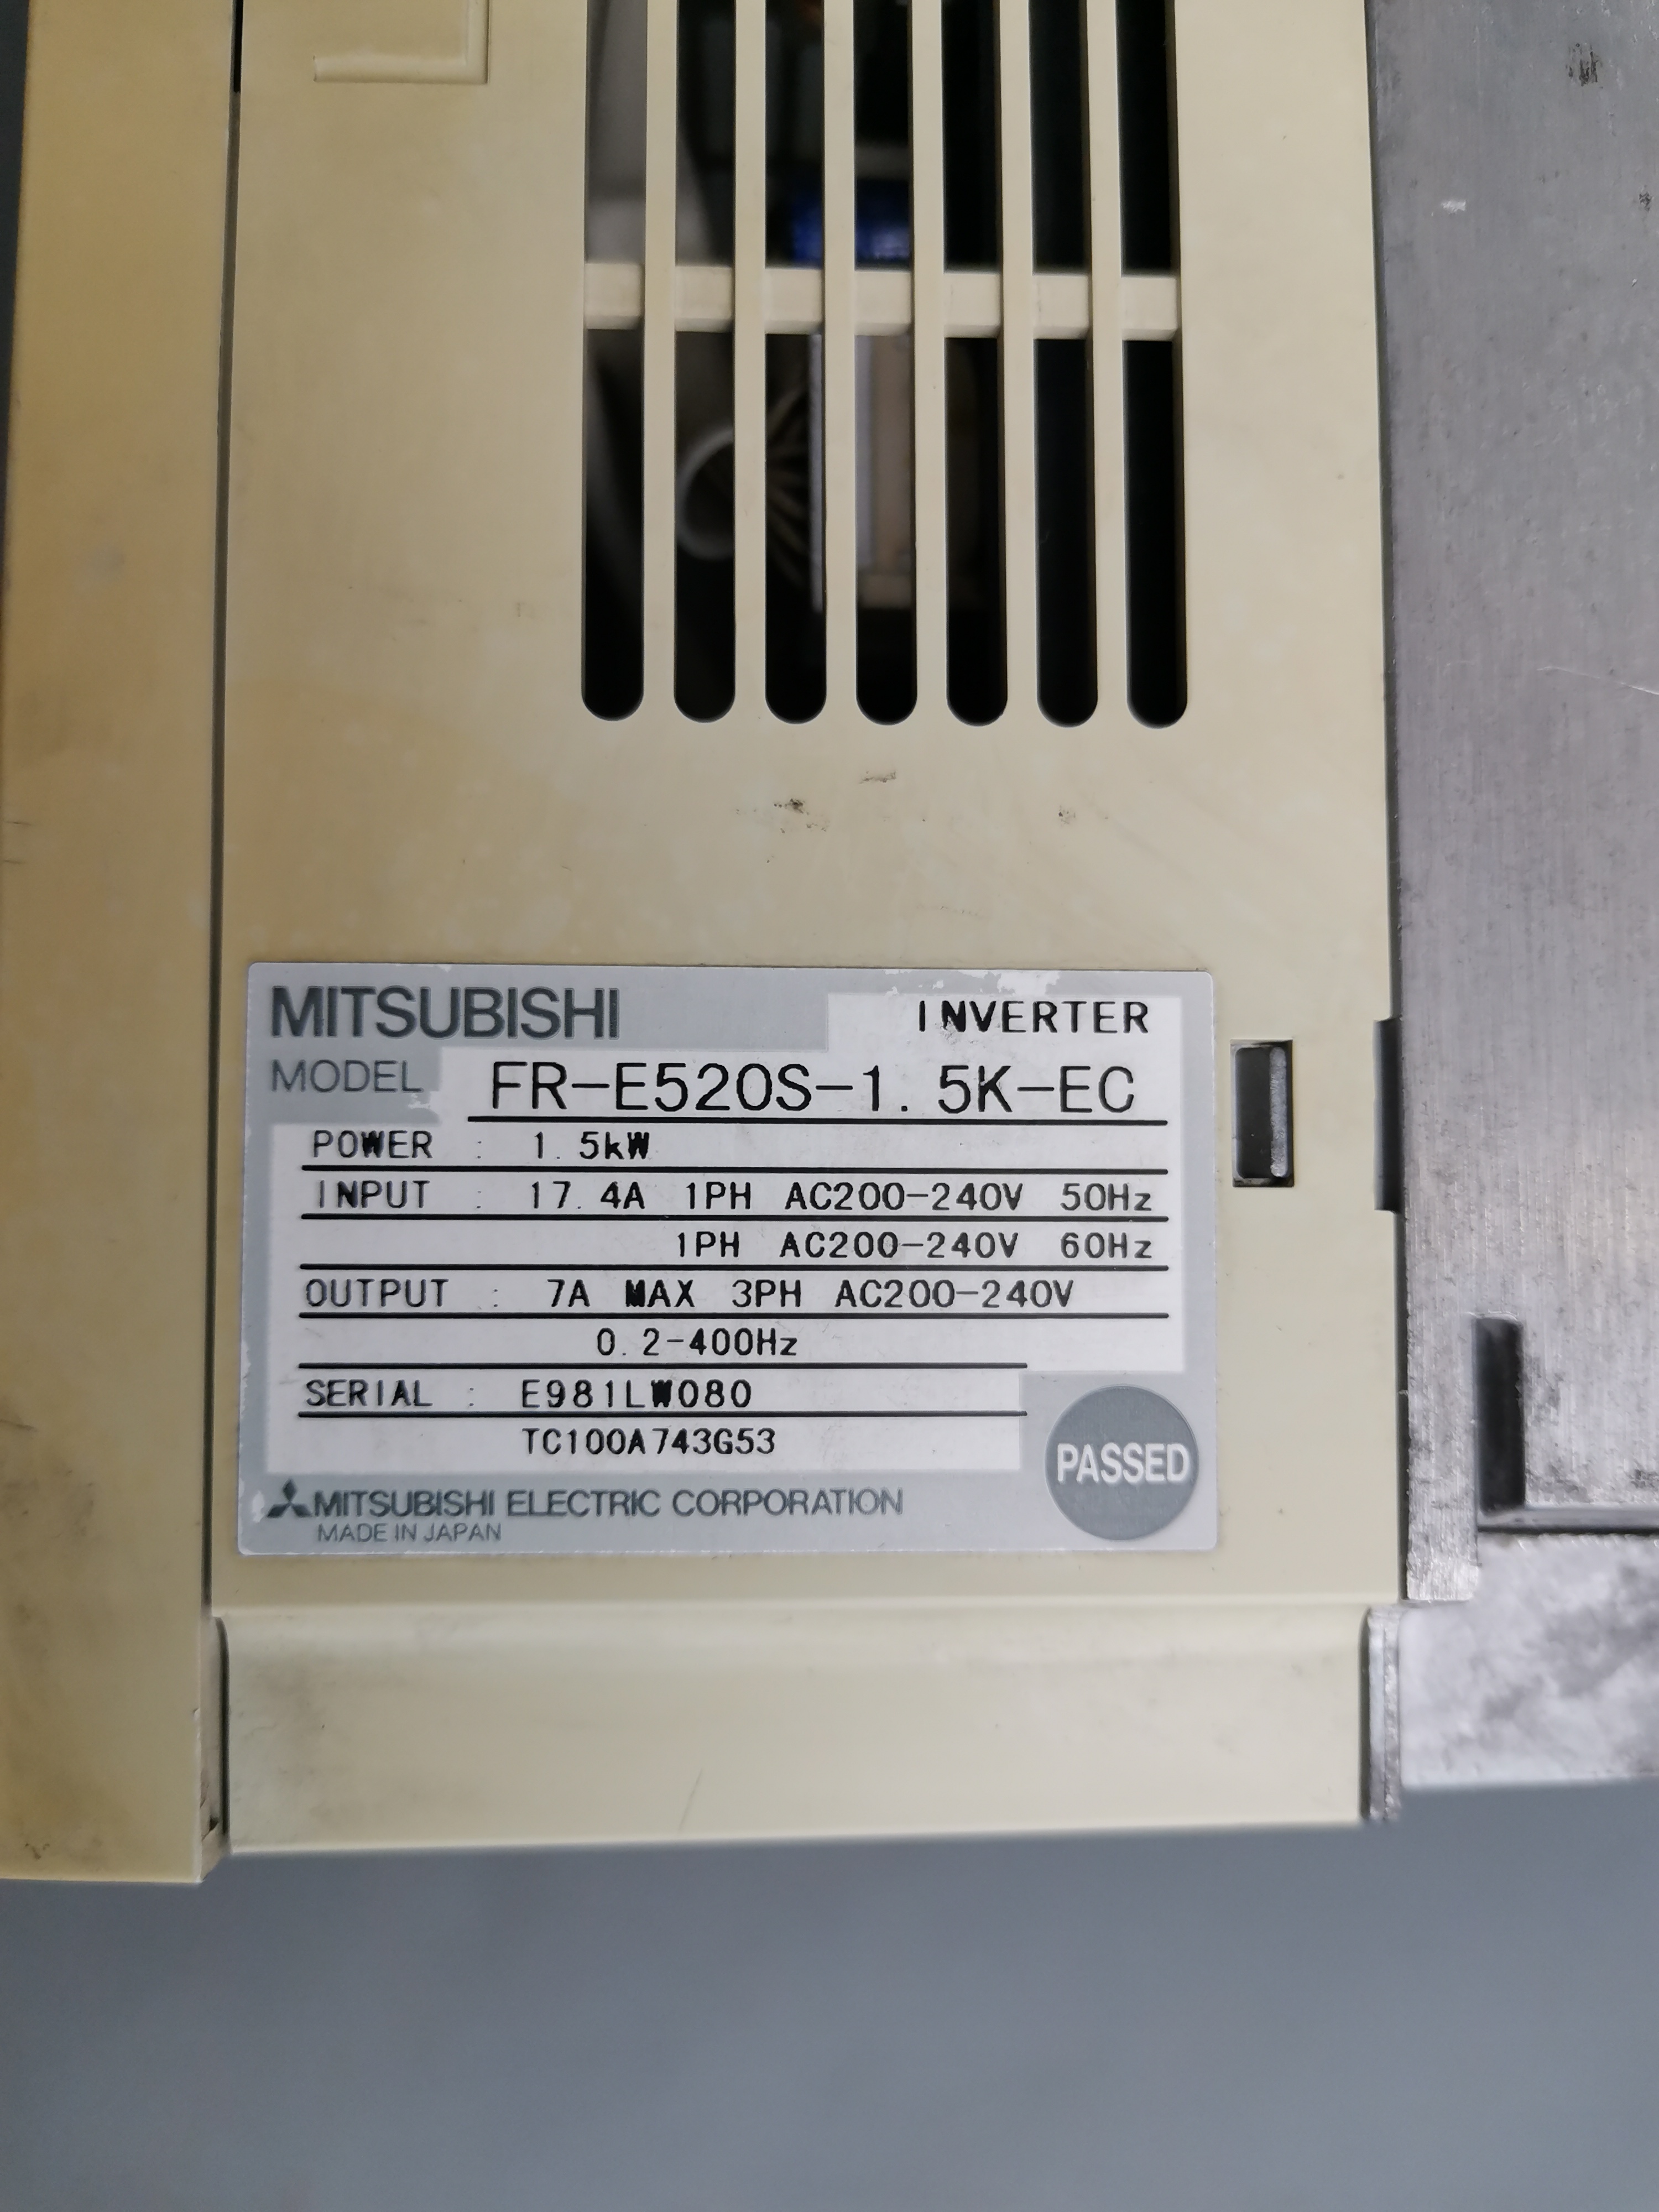 MITSUBISHI INVERTER
MODEL FR-E520S-1.5K-EC
POWER : 1.5kW
INPUT : 17.4A 1PH AC200-240V 50Hz
1PH AC200-240V 60Hz
OUTPUT : 7A MAX 3PH AC200-240V
0.2-400Hz
SERIAL : E981LW080
TC100A743G53
PASSED
MITSUBISHI ELECTRIC CORPORATION
MADE IN JAPAN